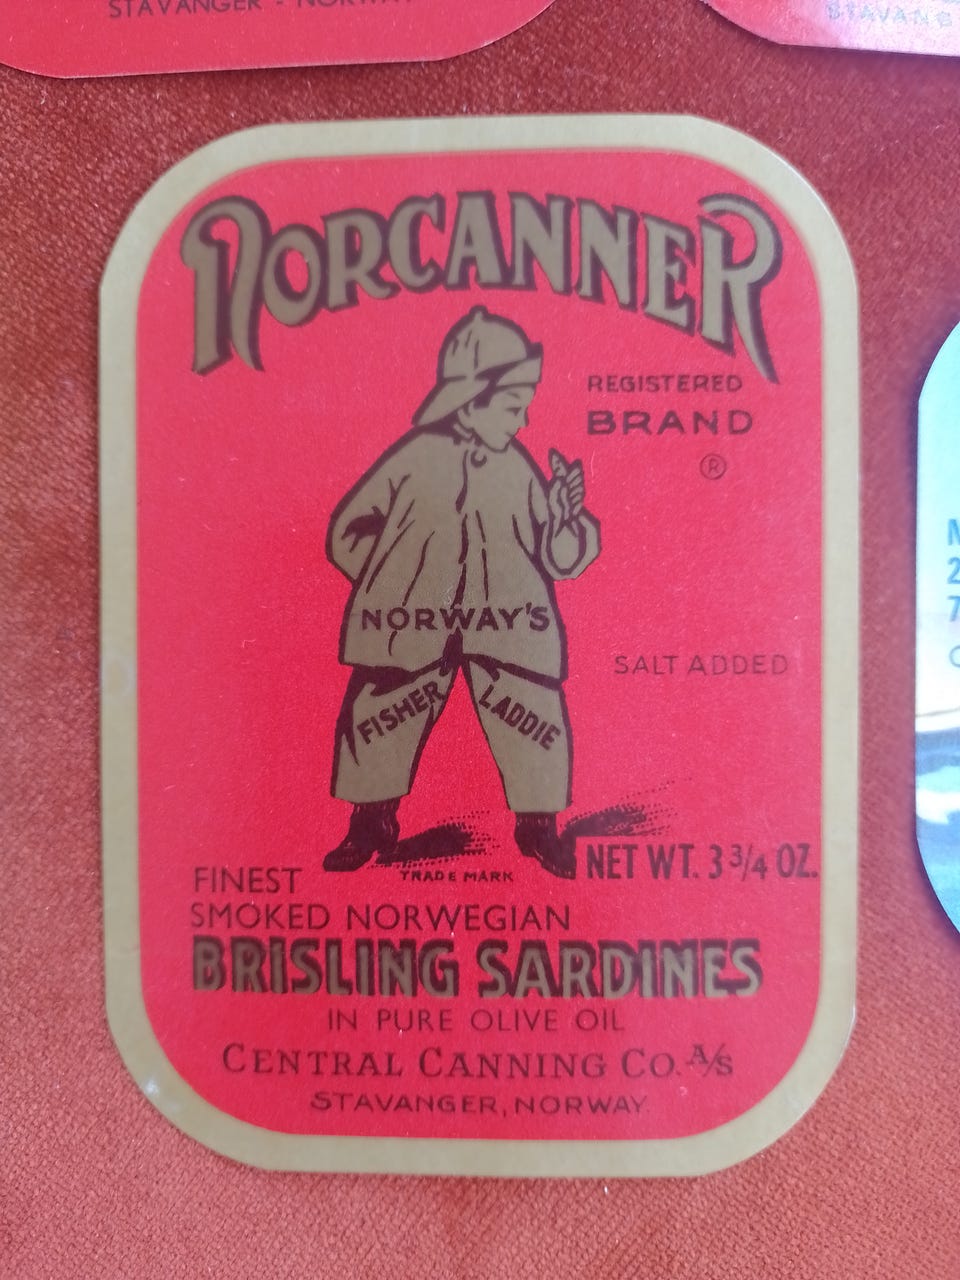 STAVANGER - NORWAY
NORCANNER
REGISTERED
BRAND
®
NORWAY'S
FISHER LADDIE
SALT ADDED
NET WT. 3 3/4 OZ.
TRADE MARK
FINEST
SMOKED NORWEGIAN
BRISLING SARDINES
IN PURE OLIVE OIL
CENTRAL CANNING CO. A/S
STAVANGER, NORWAY.